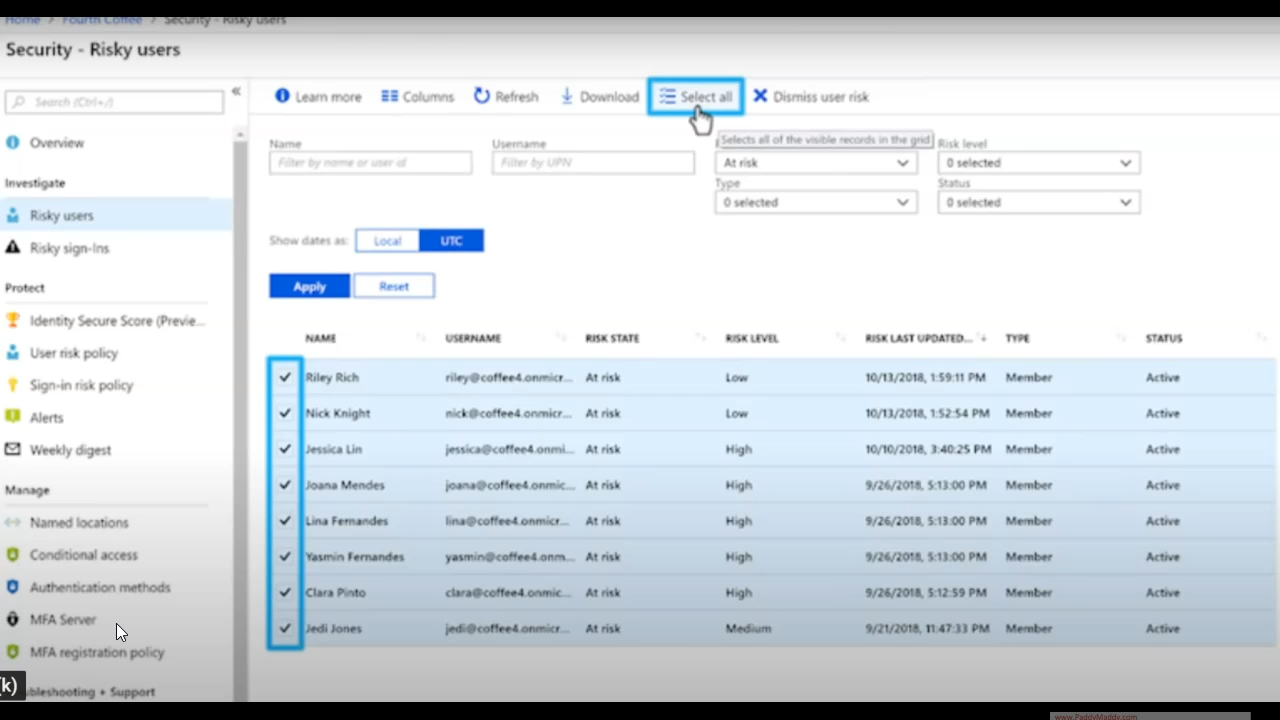 Home > Fourth Coffee > Security - Risky users
Security - Risky users
Search (Ctrl+/)
«
Learn more Columns Refresh Download Select all Dismiss user risk
Selects all of the visible records in the grid
Name Username Risk level
Filter by name or user id Filter by UPN At risk 0 selected
Type Status
0 selected 0 selected
Show dates as: Local UTC
Apply Reset
Overview
Investigate
Risky users
Risky sign-Ins
Protect
Identity Secure Score (Previe...
User risk policy
Sign-in risk policy
Alerts
Weekly digest
Manage
Named locations
Conditional access
Authentication methods
MFA Server
MFA registration policy
(k)
bleshooting + Support
NAME USERNAME RISK STATE RISK LEVEL RISK LAST UPDATED... TYPE STATUS
Riley Rich riley@coffee4.onmicr... At risk Low 10/13/2018, 1:59:11 PM Member Active
Nick Knight nick@coffee4.onmicr... At risk Low 10/13/2018, 1:52:54 PM Member Active
Jessica Lin jessica@coffee4.onmi... At risk High 10/10/2018, 3:40:25 PM Member Active
Joana Mendes joana@coffee4.onmic... At risk High 9/26/2018, 5:13:00 PM Member Active
Lina Fernandes lina@coffee4.onmicr... At risk High 9/26/2018, 5:13:00 PM Member Active
Yasmin Fernandes yasmin@coffee4.onm... At risk High 9/26/2018, 5:13:00 PM Member Active
Clara Pinto clara@coffee4.onmic... At risk High 9/26/2018, 5:12:59 PM Member Active
Jedi Jones jedi@coffee4.onmicr... At risk Medium 9/21/2018, 11:47:33 PM Member Active
www.PaddyMaddy.com